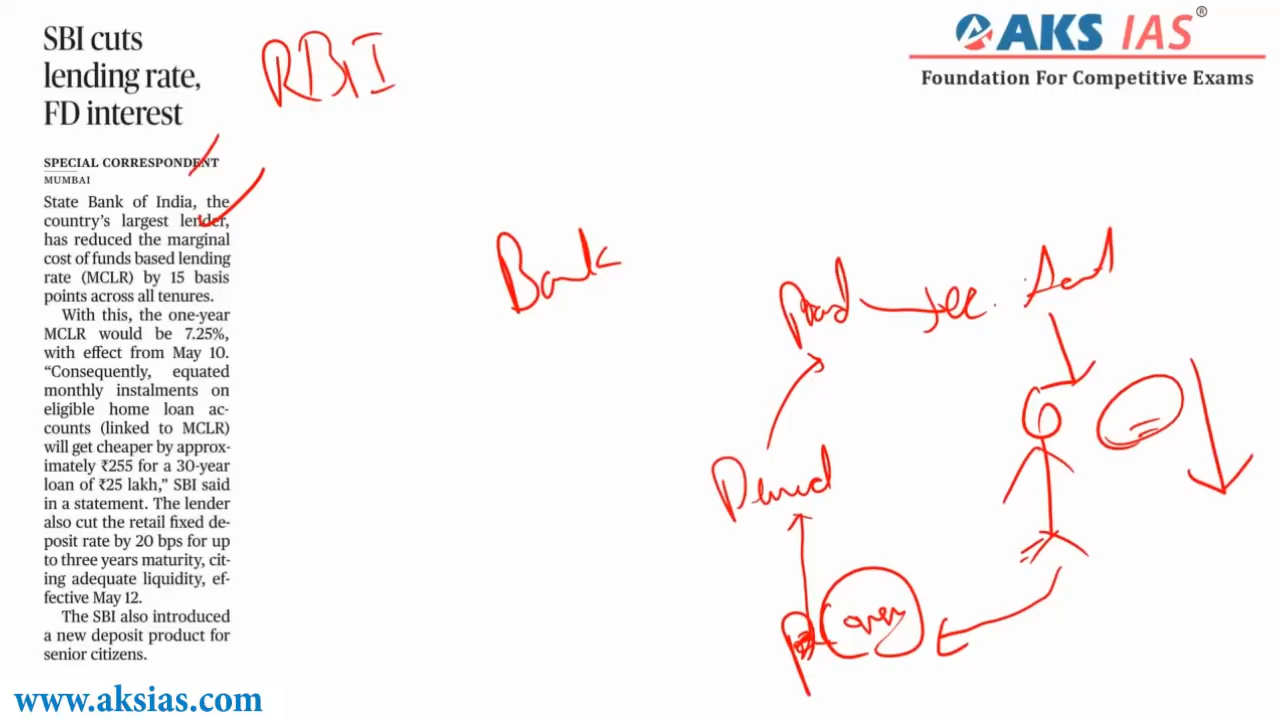 SBI cuts
lending rate,
FD interest
SPECIAL CORRESPONDENT
MUMBAI
State Bank of India, the
country's largest lender,
has reduced the marginal
cost of funds based lending
rate (MCLR) by 15 basis
points across all tenures.
With this, the one-year
MCLR would be 7.25%,
with effect from May 10.
"Consequently, equated
monthly instalments on
eligible home loan ac-
counts (linked to MCLR)
will get cheaper by approx-
imately ₹255 for a 30-year
loan of ₹25 lakh," SBI said
in a statement. The lender
also cut the retail fixed de-
posit rate by 20 bps for up
to three years maturity, cit-
ing adequate liquidity, ef-
fective May 12.
The SBI also introduced
a new deposit product for
senior citizens.
www.aksias.com
RBI
Bank
AKS IAS®
Foundation For Competitive Exams